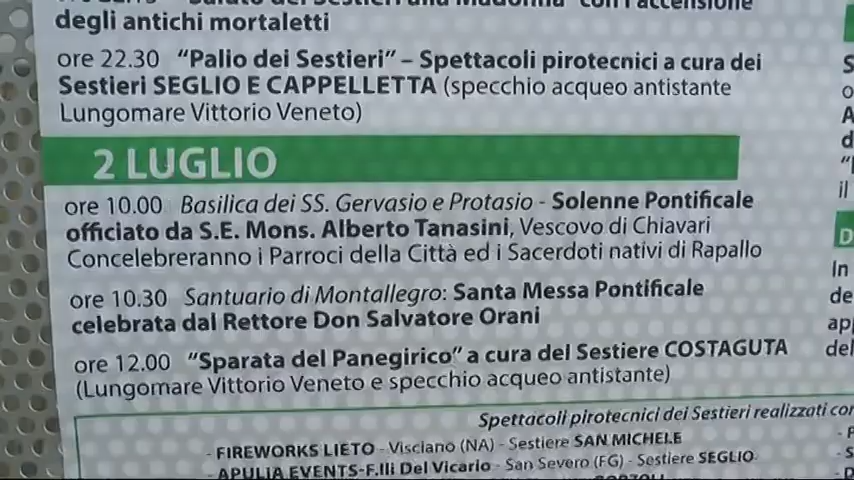 degli antichi mortaletti
ore 22.30 “Palio dei Sestieri” – Spettacoli pirotecnici a cura dei
Sestieri SEGLIO E CAPPELLETTA (specchio acqueo antistante
Lungomare Vittorio Veneto)
2 LUGLIO
ore 10.00 Basilica dei SS. Gervasio e Protasio - Solenne Pontificale
officiato da S.E. Mons. Alberto Tanasini, Vescovo di Chiavari
Concelebreranno i Parroci della Città ed i Sacerdoti nativi di Rapallo
ore 10.30 Santuario di Montallegro: Santa Messa Pontificale
celebrata dal Rettore Don Salvatore Orani
ore 12.00 “Sparata del Panegirico” a cura del Sestiere COSTAGUTA
(Lungomare Vittorio Veneto e specchio acqueo antistante)
Spettacoli pirotecnici dei Sestieri realizzati
- FIREWORKS LIETO - Visciano (NA) - Sestiere SAN MICHELE
- APULIA EVENTS-F.lli Del Vicario - San Severo (FG) - Sestiere SEGLIO